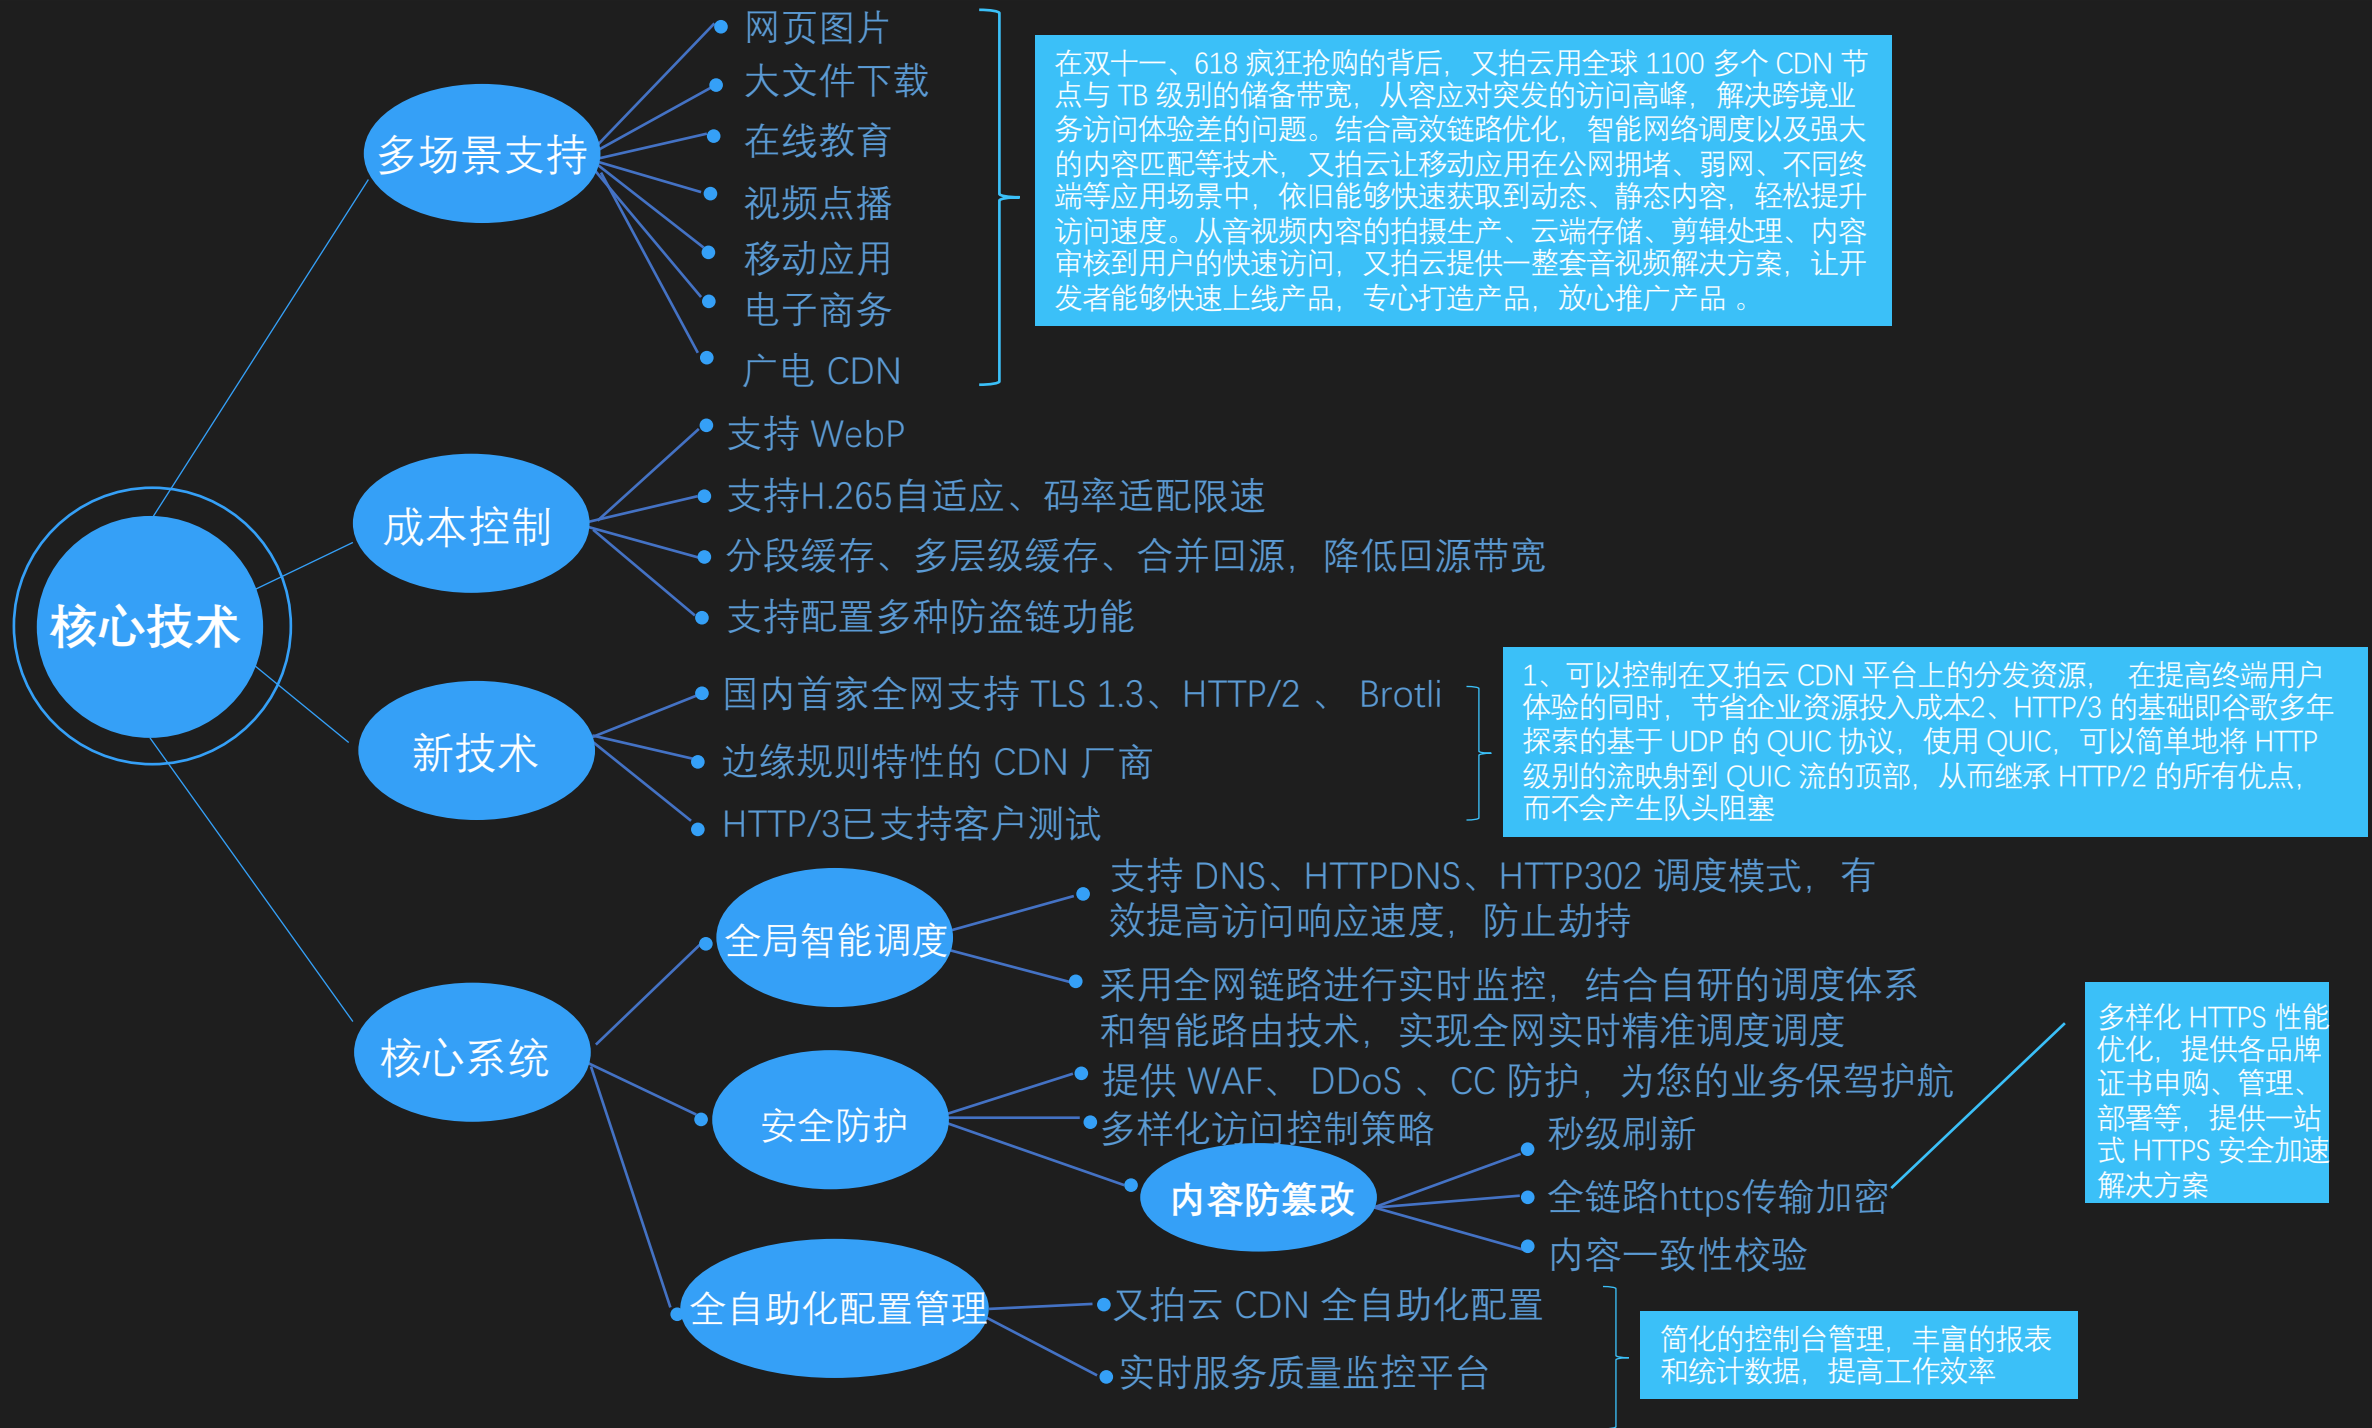 核心技术
多场景支持
网页图片
大文件下载
在线教育
视频点播
移动应用
电子商务
广电 CDN
在双十一、618 疯狂抢购的背后，又拍云用全球 1100 多个 CDN 节
点与 TB 级别的储备带宽，从容应对突发的访问高峰，解决跨境业
务访问体验差的问题。结合高效链路优化，智能网络调度以及强大
的内容匹配等技术，又拍云让移动应用在公网拥堵、弱网、不同终
端等应用场景中，依旧能够快速获取到动态、静态内容，轻松提升
访问速度。从音视频内容的拍摄生产、云端存储、剪辑处理、内容
审核到用户的快速访问，又拍云提供一整套音视频解决方案，让开
发者能够快速上线产品，专心打造产品，放心推广产品 。
成本控制
支持 WebP
支持H.265自适应、码率适配限速
分段缓存、多层级缓存、合并回源，降低回源带宽
支持配置多种防盗链功能
新技术
国内首家全网支持 TLS 1.3、HTTP/2 、 Brotli
边缘规则特性的 CDN 厂商
HTTP/3已支持客户测试
1、可以控制在又拍云 CDN 平台上的分发资源， 在提高终端用户
体验的同时，节省企业资源投入成本2、HTTP/3 的基础即谷歌多年
探索的基于 UDP 的 QUIC 协议，使用 QUIC，可以简单地将 HTTP
级别的流映射到 QUIC 流的顶部，从而继承 HTTP/2 的所有优点，
而不会产生队头阻塞
核心系统
全局智能调度
支持 DNS、HTTPDNS、HTTP302 调度模式，有
效提高访问响应速度，防止劫持
采用全网链路进行实时监控，结合自研的调度体系
和智能路由技术，实现全网实时精准调度调度
安全防护
提供 WAF、 DDoS 、CC 防护，为您的业务保驾护航
多样化访问控制策略
内容防篡改
秒级刷新
全链路https传输加密
内容一致性校验
多样化 HTTPS 性能
优化，提供各品牌
证书申购、管理、
部署等，提供一站
式 HTTPS 安全加速
解决方案
全自助化配置管理
又拍云 CDN 全自助化配置
实时服务质量监控平台
简化的控制台管理，丰富的报表
和统计数据，提高工作效率